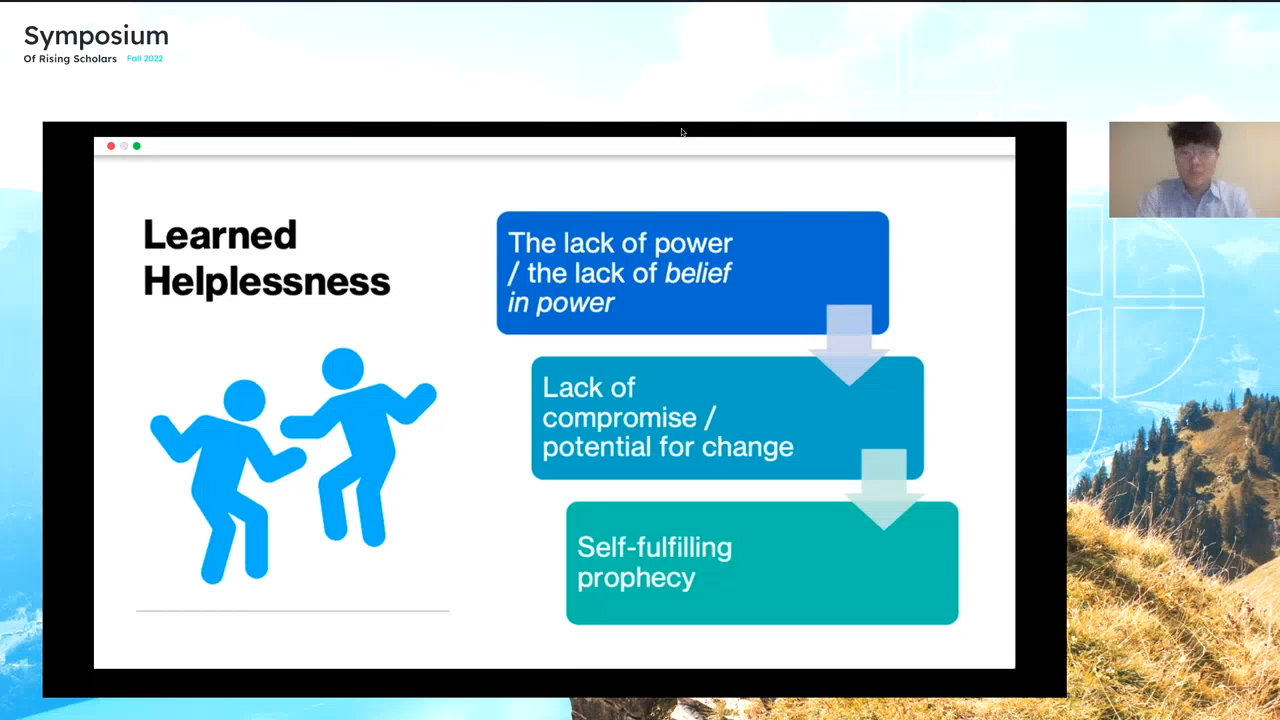 Symposium
Of Rising Scholars Fall 2022
Learned
Helplessness
The lack of power
/ the lack of belief
in power
Lack of
compromise /
potential for change
Self-fulfilling
prophecy